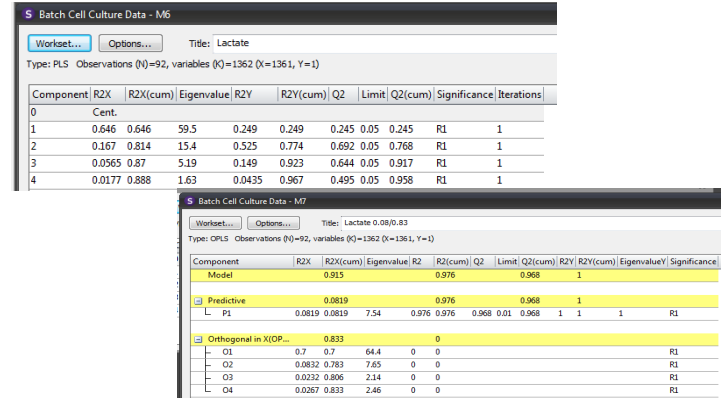 S Batch Cell Culture Data - M6
Workset... Options... Title: Lactate
Type: PLS Observations (N)=92, variables (K)=1362 (X=1361, Y=1)
Component R2X R2X(cum) Eigenvalue R2Y R2Y(cum) Q2 Limit Q2(cum) Significance Iterations
0 Cent.
1 0.646 0.646 59.5 0.249 0.249 0.245 0.05 0.245 R1 1
2 0.167 0.814 15.4 0.525 0.774 0.692 0.05 0.768 R1 1
3 0.0565 0.87 5.19 0.149 0.923 0.644 0.05 0.917 R1 1
4 0.0177 0.888 1.63 0.0435 0.967 0.495 0.05 0.958 R1 1
S Batch Cell Culture Data - M7
Workset... Options... Title: Lactate 0.08/0.83
Type: OPLS Observations (N)=92, variables (K)=1362 (X=1361, Y=1)
Component R2X R2X(cum) Eigenvalue R2 R2(cum) Q2 Limit Q2(cum) R2Y R2Y(cum) EigenvalueY Significance
Model 0.915 0.976 0.968 1
Predictive 0.0819 0.976 0.968 1
P1 0.0819 0.0819 7.54 0.976 0.976 0.968 0.01 0.968 1 1 1 R1
Orthogonal in X(OP... 0.833 0
O1 0.7 0.7 64.4 0 0 R1
O2 0.0832 0.783 7.65 0 0 R1
O3 0.0232 0.806 2.14 0 0 R1
O4 0.0267 0.833 2.46 0 0 R1